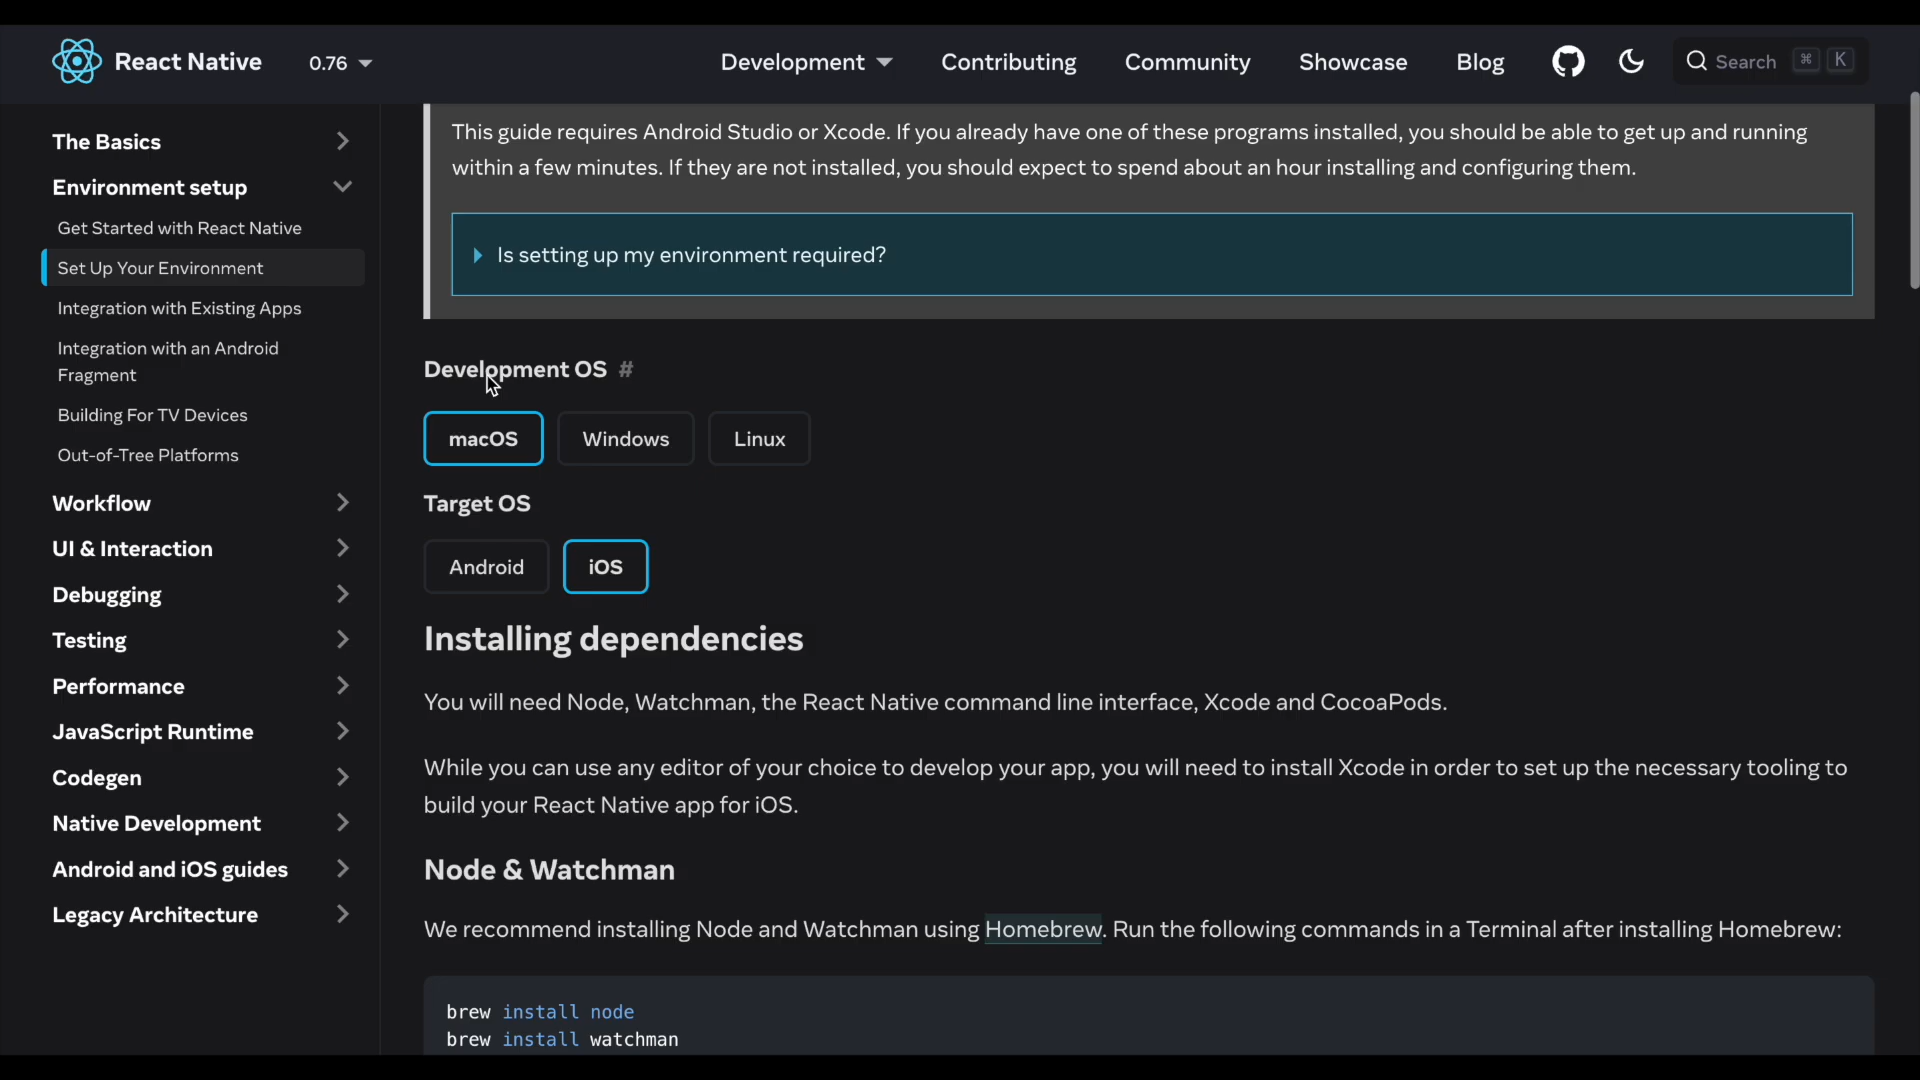 React Native
0.76
Development
Contributing
Community
Showcase
Blog
Search
⌘ K
The Basics
Environment setup
Get Started with React Native
Set Up Your Environment
Integration with Existing Apps
Integration with an Android
Fragment
Building For TV Devices
Out-of-Tree Platforms
Workflow
UI & Interaction
Debugging
Testing
Performance
JavaScript Runtime
Codegen
Native Development
Android and iOS guides
Legacy Architecture
This guide requires Android Studio or Xcode. If you already have one of these programs installed, you should be able to get up and running
within a few minutes. If they are not installed, you should expect to spend about an hour installing and configuring them.
Is setting up my environment required?
Development OS #
macOS
Windows
Linux
Target OS
Android
iOS
Installing dependencies
You will need Node, Watchman, the React Native command line interface, Xcode and CocoaPods.
While you can use any editor of your choice to develop your app, you will need to install Xcode in order to set up the necessary tooling to
build your React Native app for iOS.
Node & Watchman
We recommend installing Node and Watchman using Homebrew. Run the following commands in a Terminal after installing Homebrew:
brew install node
brew install watchman